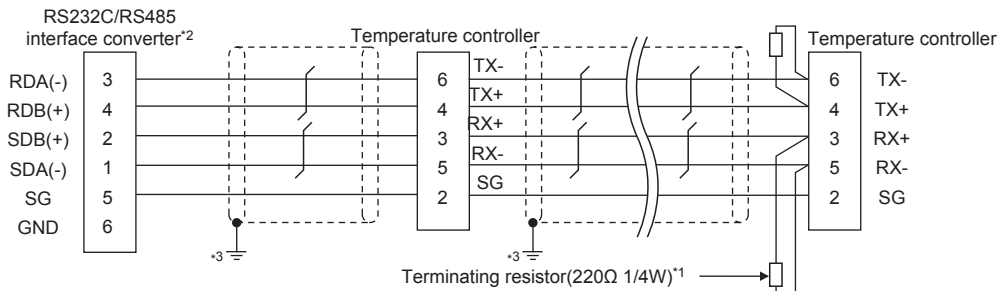 RS232C/RS485
interface converter*2
Temperature controller
Temperature controller
RDA(-) 3 6 TX- 6 TX-
RDB(+) 4 4 TX+ 4 TX+
SDB(+) 2 3 RX+ 3 RX+
SDA(-) 1 5 RX- 5 RX-
SG 5 2 SG 2 SG
GND 6
*3 *3
Terminating resistor(220Ω 1/4W)*1